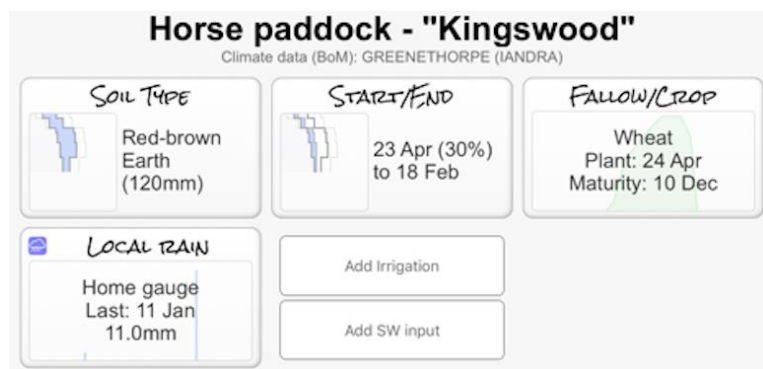 Horse paddock - "Kingswood"
Climate data (BoM): GREENETHORPE (IANDRA)
SOIL TYPE
Red-brown
Earth
(120mm)
START/END
23 Apr (30%)
to 18 Feb
FALLOW/CROP
Wheat
Plant: 24 Apr
Maturity: 10 Dec
LOCAL RAIN
Home gauge
Last: 11 Jan
11.0mm
Add Irrigation
Add SW input